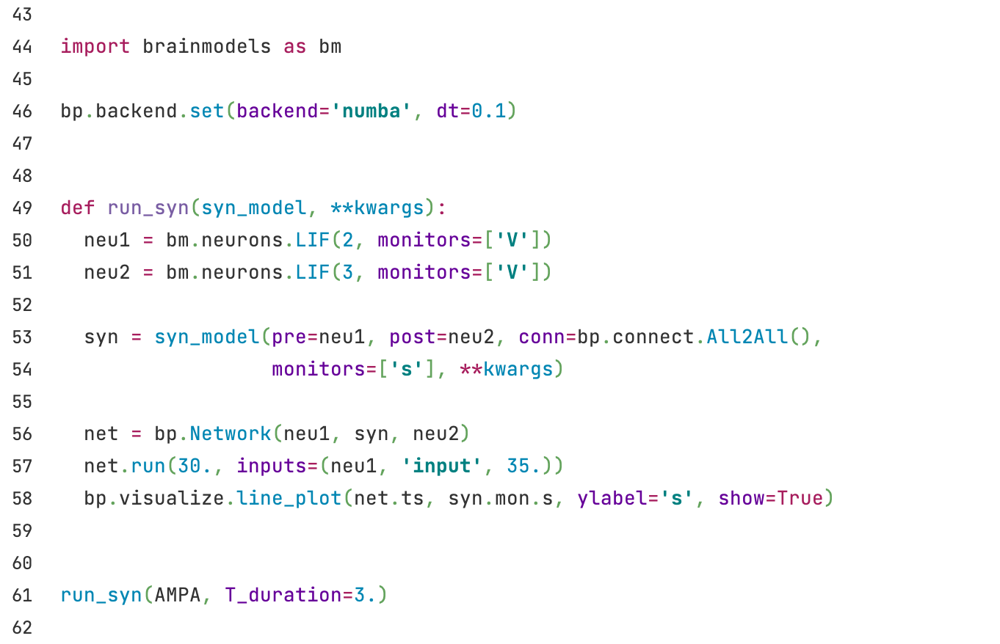 43
44 import brainmodels as bm
45
46 bp.backend.set(backend='numba', dt=0.1)
47
48
49 def run_syn(syn_model, **kwargs):
50   neu1 = bm.neurons.LIF(2, monitors=['V'])
51   neu2 = bm.neurons.LIF(3, monitors=['V'])
52
53   syn = syn_model(pre=neu1, post=neu2, conn=bp.connect.All2All(),
54                   monitors=['s'], **kwargs)
55
56   net = bp.Network(neu1, syn, neu2)
57   net.run(30., inputs=(neu1, 'input', 35.))
58   bp.visualize.line_plot(net.ts, syn.mon.s, ylabel='s', show=True)
59
60
61 run_syn(AMPA, T_duration=3.)
62